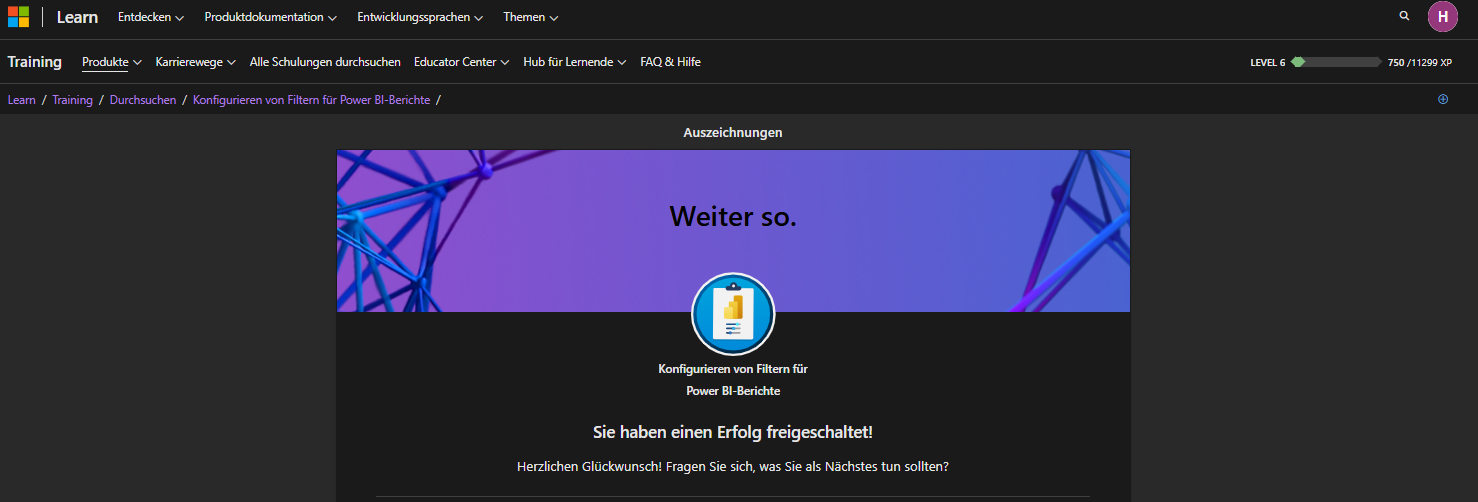 Learn Entdecken Produktdokumentation Entwicklungssprachen Themen H
Training Produkte Karrierewege Alle Schulungen durchsuchen Educator Center Hub für Lernende FAQ & Hilfe LEVEL 6 750 /11299 XP
Learn / Training / Durchsuchen / Konfigurieren von Filtern für Power BI-Berichte /
Auszeichnungen
Weiter so.
Konfigurieren von Filtern für
Power BI-Berichte
Sie haben einen Erfolg freigeschaltet!
Herzlichen Glückwunsch! Fragen Sie sich, was Sie als Nächstes tun sollten?